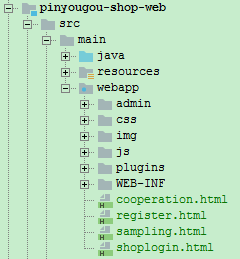 pinyougou-shop-web
src
main
java
resources
webapp
admin
css
img
js
plugins
WEB-INF
cooperation.html
register.html
sampling.html
shoplogin.html